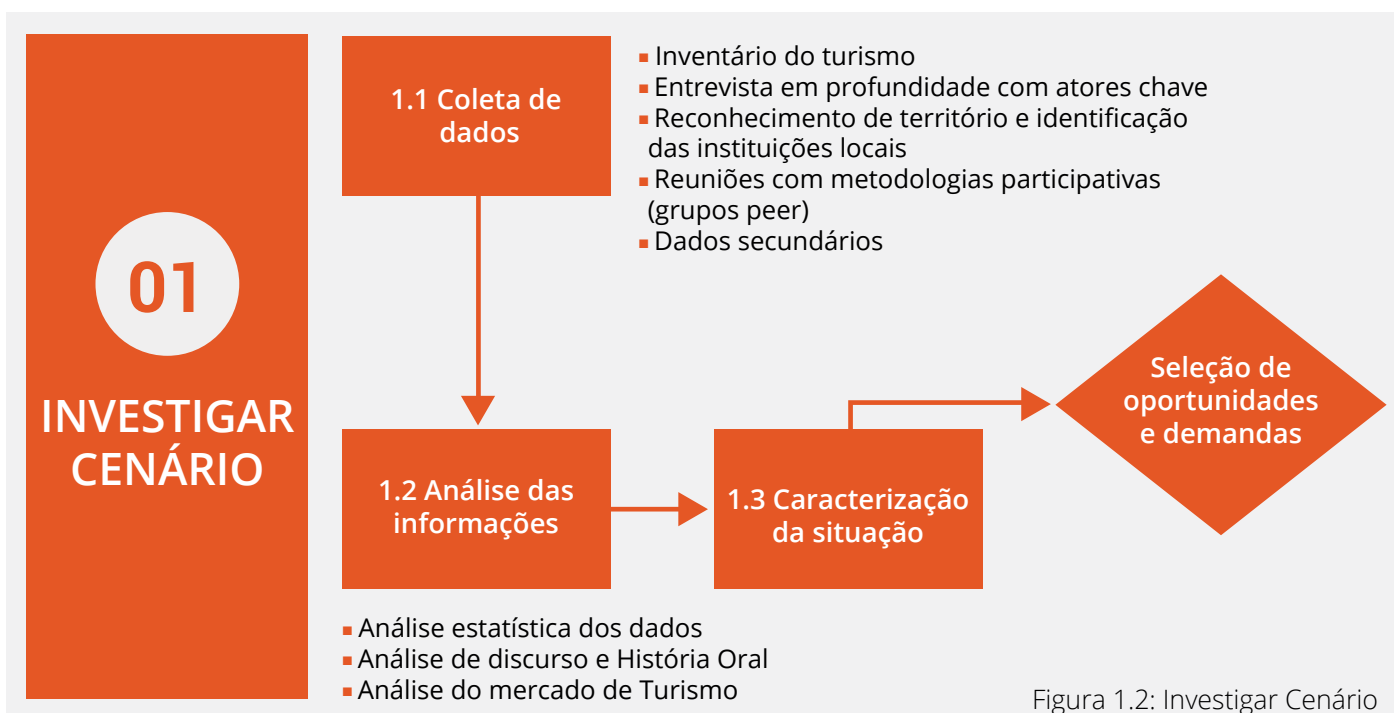 01
INVESTIGAR
CENÁRIO
1.1 Coleta de
dados
▪ Inventário do turismo
▪ Entrevista em profundidade com atores chave
▪ Reconhecimento de território e identificação
das instituições locais
▪ Reuniões com metodologias participativas
(grupos peer)
▪ Dados secundários
1.2 Análise das
informações
▪ Análise estatística dos dados
▪ Análise de discurso e História Oral
▪ Análise do mercado de Turismo
1.3 Caracterização
da situação
Seleção de
oportunidades
e demandas
Figura 1.2: Investigar Cenário